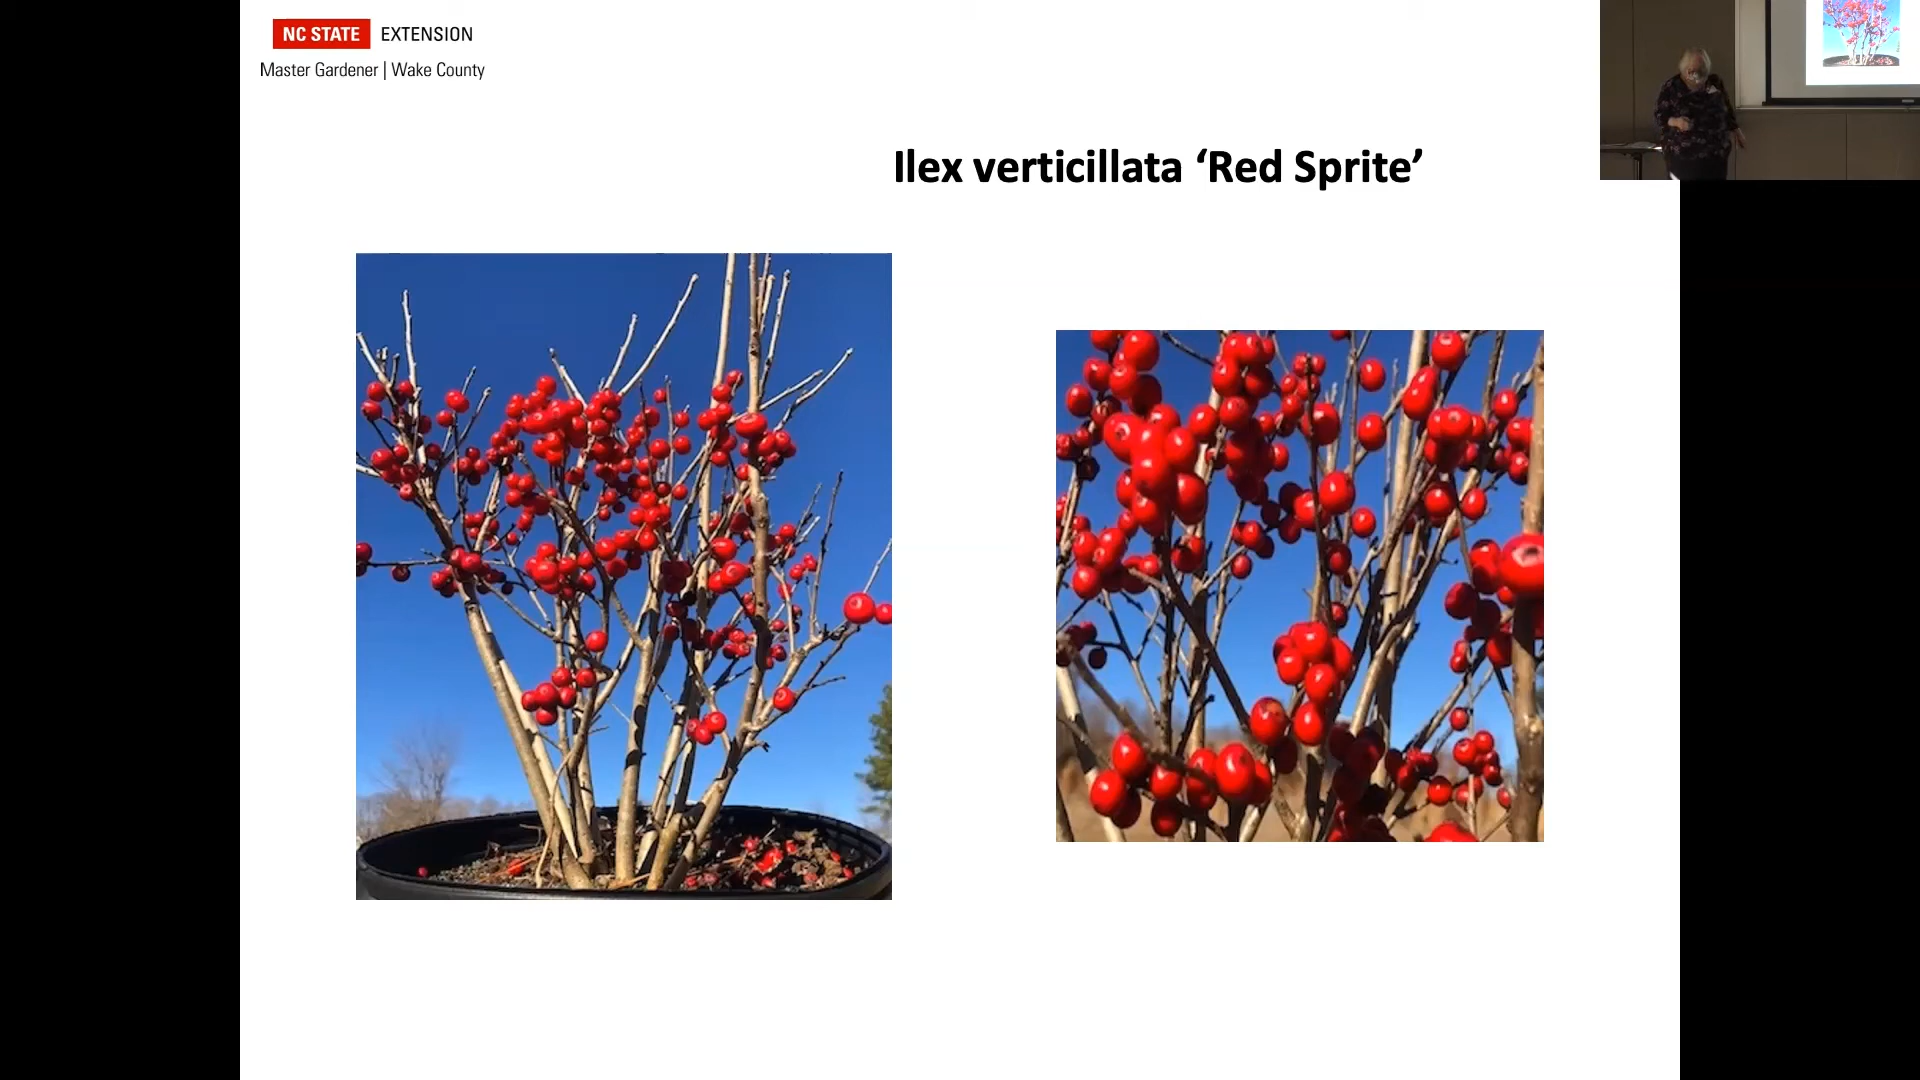 NC STATE EXTENSION
Master Gardener | Wake County
Ilex verticillata ‘Red Sprite’